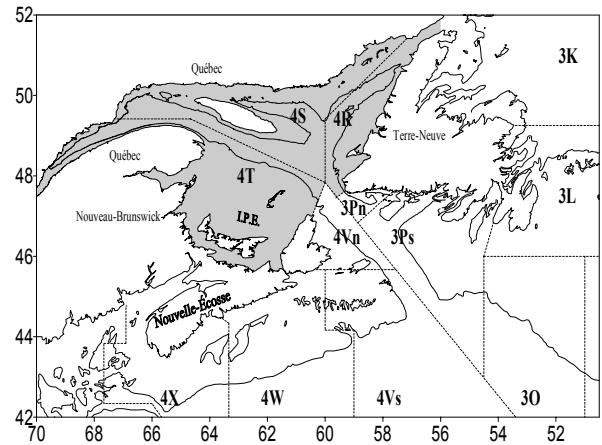 52
Québec
3K
50
4S
4R
Terre-Neuve
Québec
48
4T
3L
I.P.E.
3Pn
Nouveau-Brunswick
4Vn
3Ps
46
Nouvelle-Écosse
44
4X
4W
4Vs
3O
42
70
68
66
64
62
60
58
56
54
52